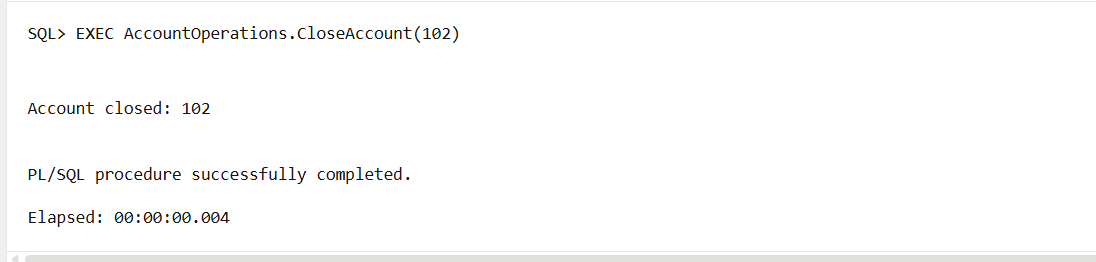 SQL> EXEC AccountOperations.CloseAccount(102)
Account closed: 102
PL/SQL procedure successfully completed.
Elapsed: 00:00:00.004